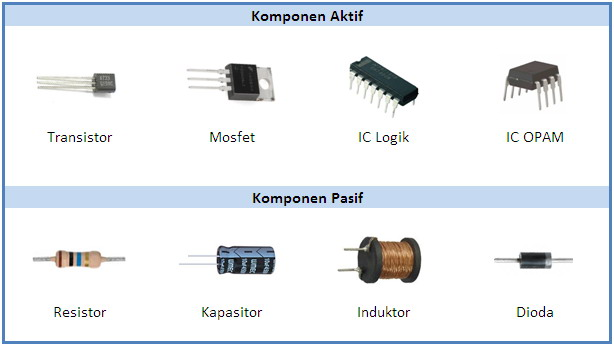 Komponen Aktif
Transistor Mosfet IC Logik IC OPAM
Komponen Pasif
Resistor Kapasitor Induktor Dioda